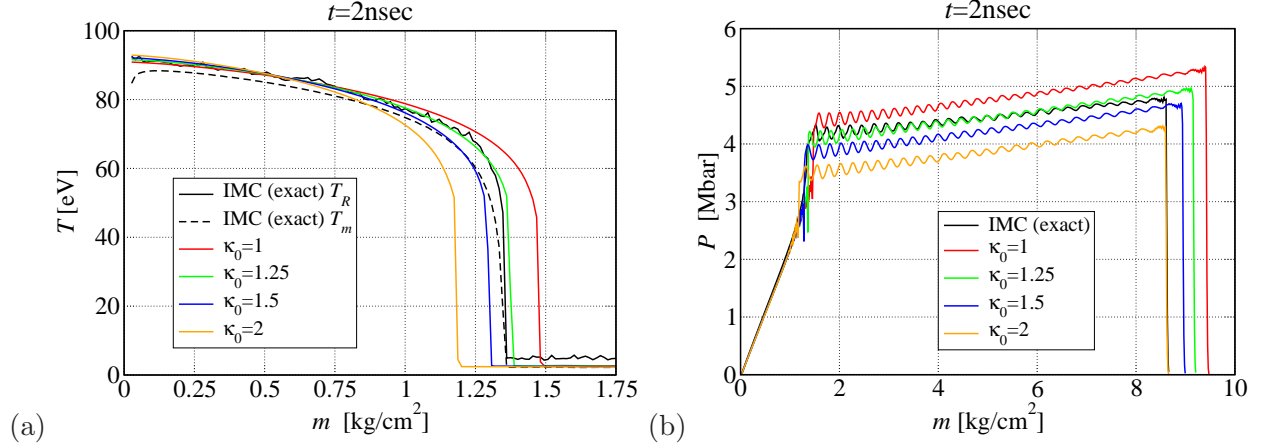 t=2nsec
100
80
60
40
20
0
T [eV]
IMC (exact) T_R
IMC (exact) T_m
κ_0=1
κ_0=1.25
κ_0=1.5
κ_0=2
0
0.25
0.5
0.75
1
1.25
1.5
1.75
m [kg/cm^2]
(a)
t=2nsec
6
5
4
3
2
1
0
P [Mbar]
IMC (exact)
κ_0=1
κ_0=1.25
κ_0=1.5
κ_0=2
0
2
4
6
8
10
m [kg/cm^2]
(b)